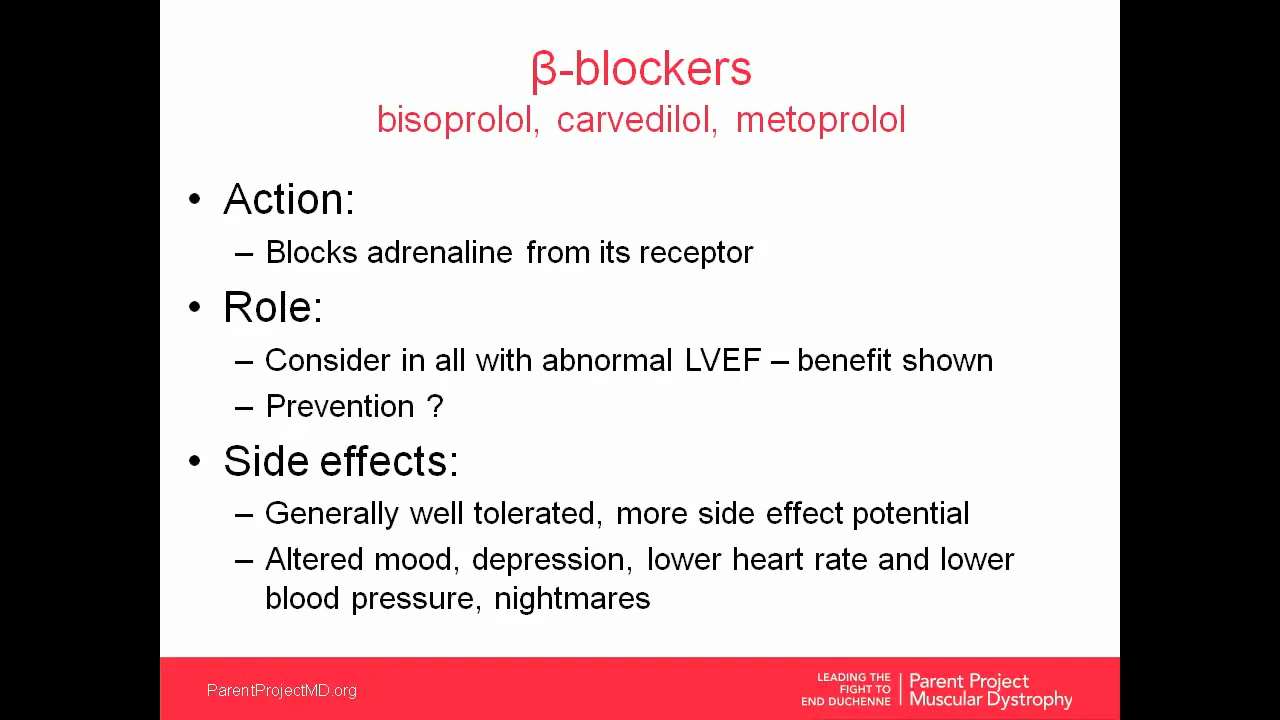 β-blockers
bisoprolol, carvedilol, metoprolol
• Action:
– Blocks adrenaline from its receptor
• Role:
– Consider in all with abnormal LVEF – benefit shown
– Prevention ?
• Side effects:
– Generally well tolerated, more side effect potential
– Altered mood, depression, lower heart rate and lower
blood pressure, nightmares
ParentProjectMD.org
LEADING THE
FIGHT TO
END DUCHENNE
Parent Project
Muscular Dystrophy